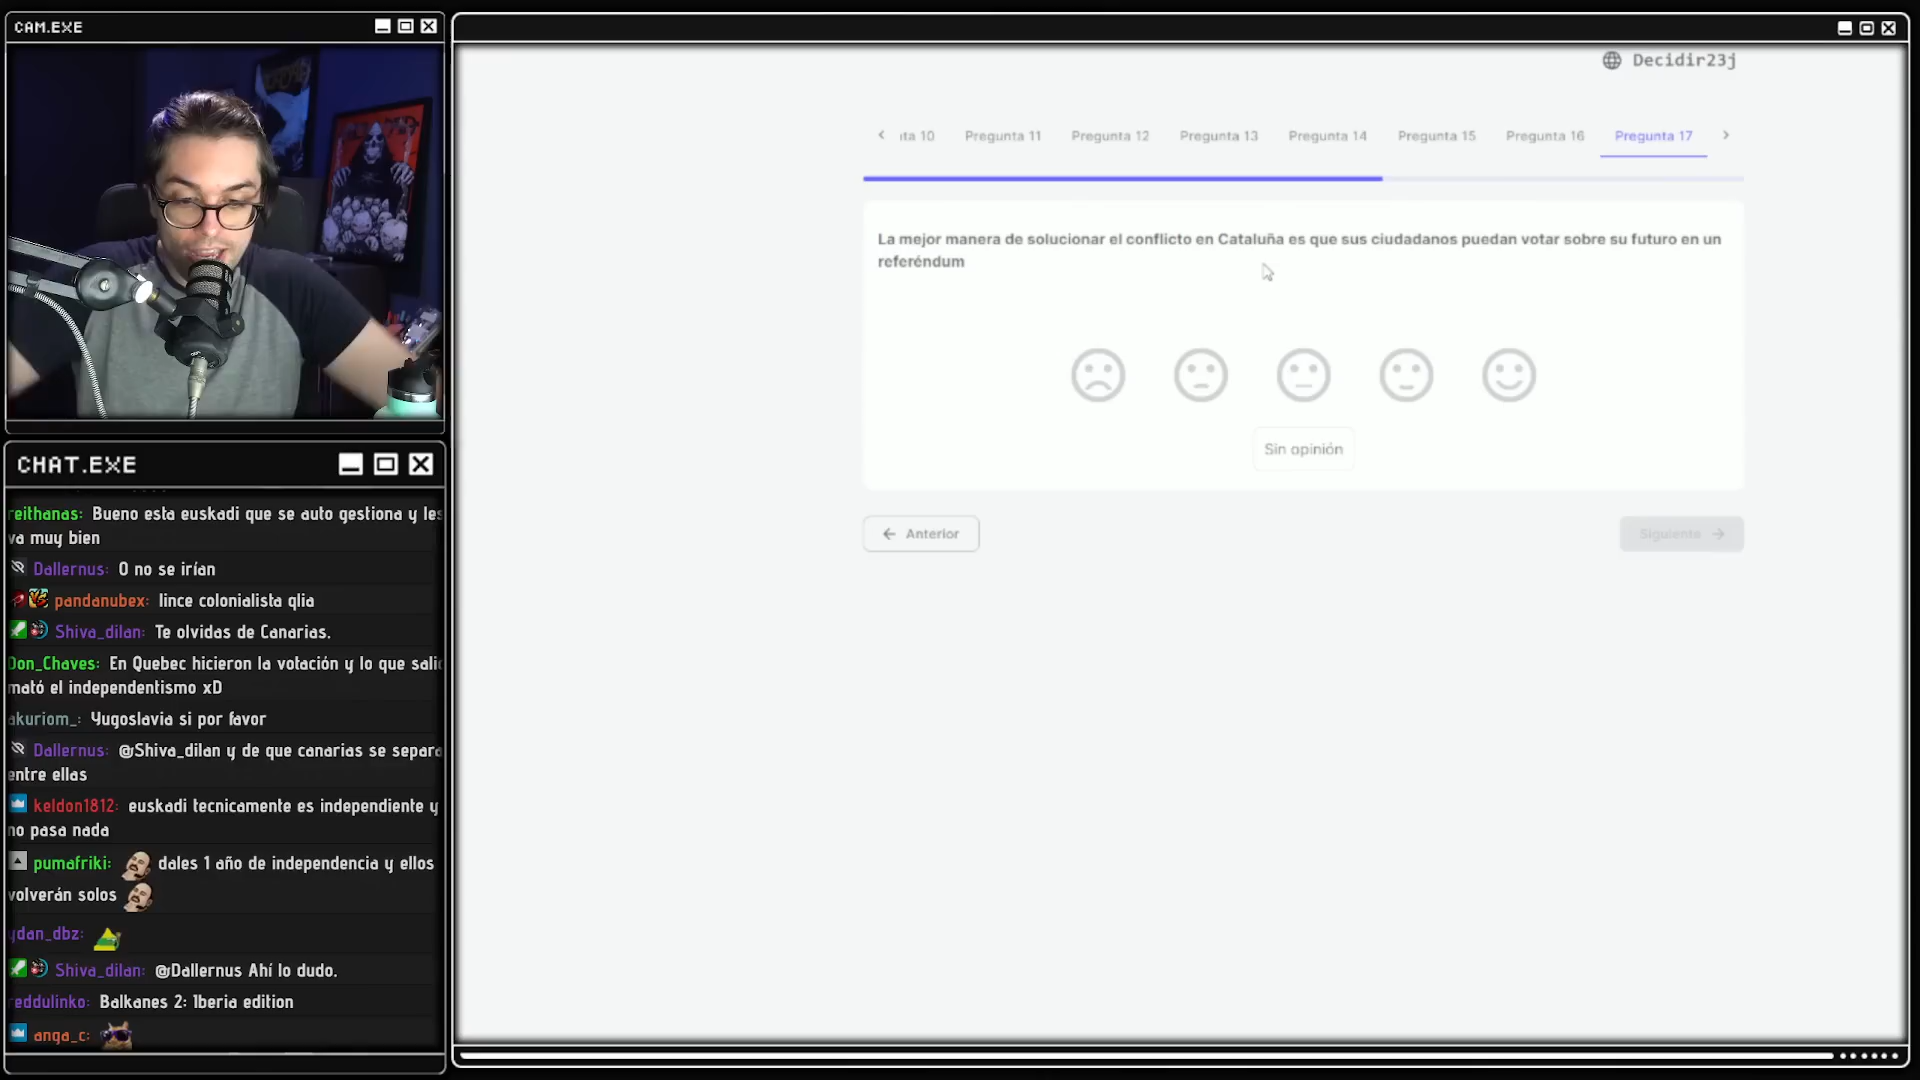 CAM.EXE
Decidir23j
nta 10 Pregunta 11 Pregunta 12 Pregunta 13 Pregunta 14 Pregunta 15 Pregunta 16 Pregunta 17
La mejor manera de solucionar el conflicto en Cataluña es que sus ciudadanos puedan votar sobre su futuro en un
referéndum
Sin opinión
Anterior
Siguiente
CHAT.EXE
reithanas: Bueno esta euskadi que se auto gestiona y les
va muy bien
Dallernus: O no se irían
pandanubex: lince colonialista qlia
Shiva_dilan: Te olvidas de Canarias.
Don_Chaves: En Quebec hicieron la votación y lo que salio
mató el independentismo xD
akuriom_: Yugoslavia si por favor
Dallernus: @Shiva_dilan y de que canarias se separa
entre ellas
keldon1812: euskadi tecnicamente es independiente y
no pasa nada
pumafriki: dales 1 año de independencia y ellos
volverán solos
ydan_dbz:
Shiva_dilan: @Dallernus Ahí lo dudo.
reddulinko: Balkanes 2: Iberia edition
anga_c: